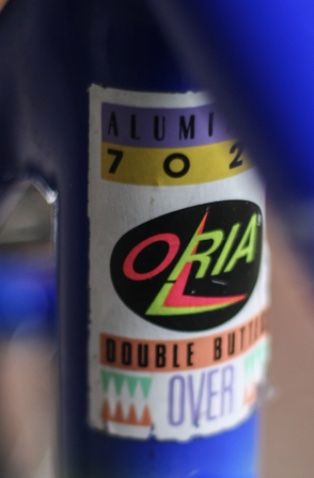 ALUMI
702
ORIA®
DOUBLE BUTTE
OVER